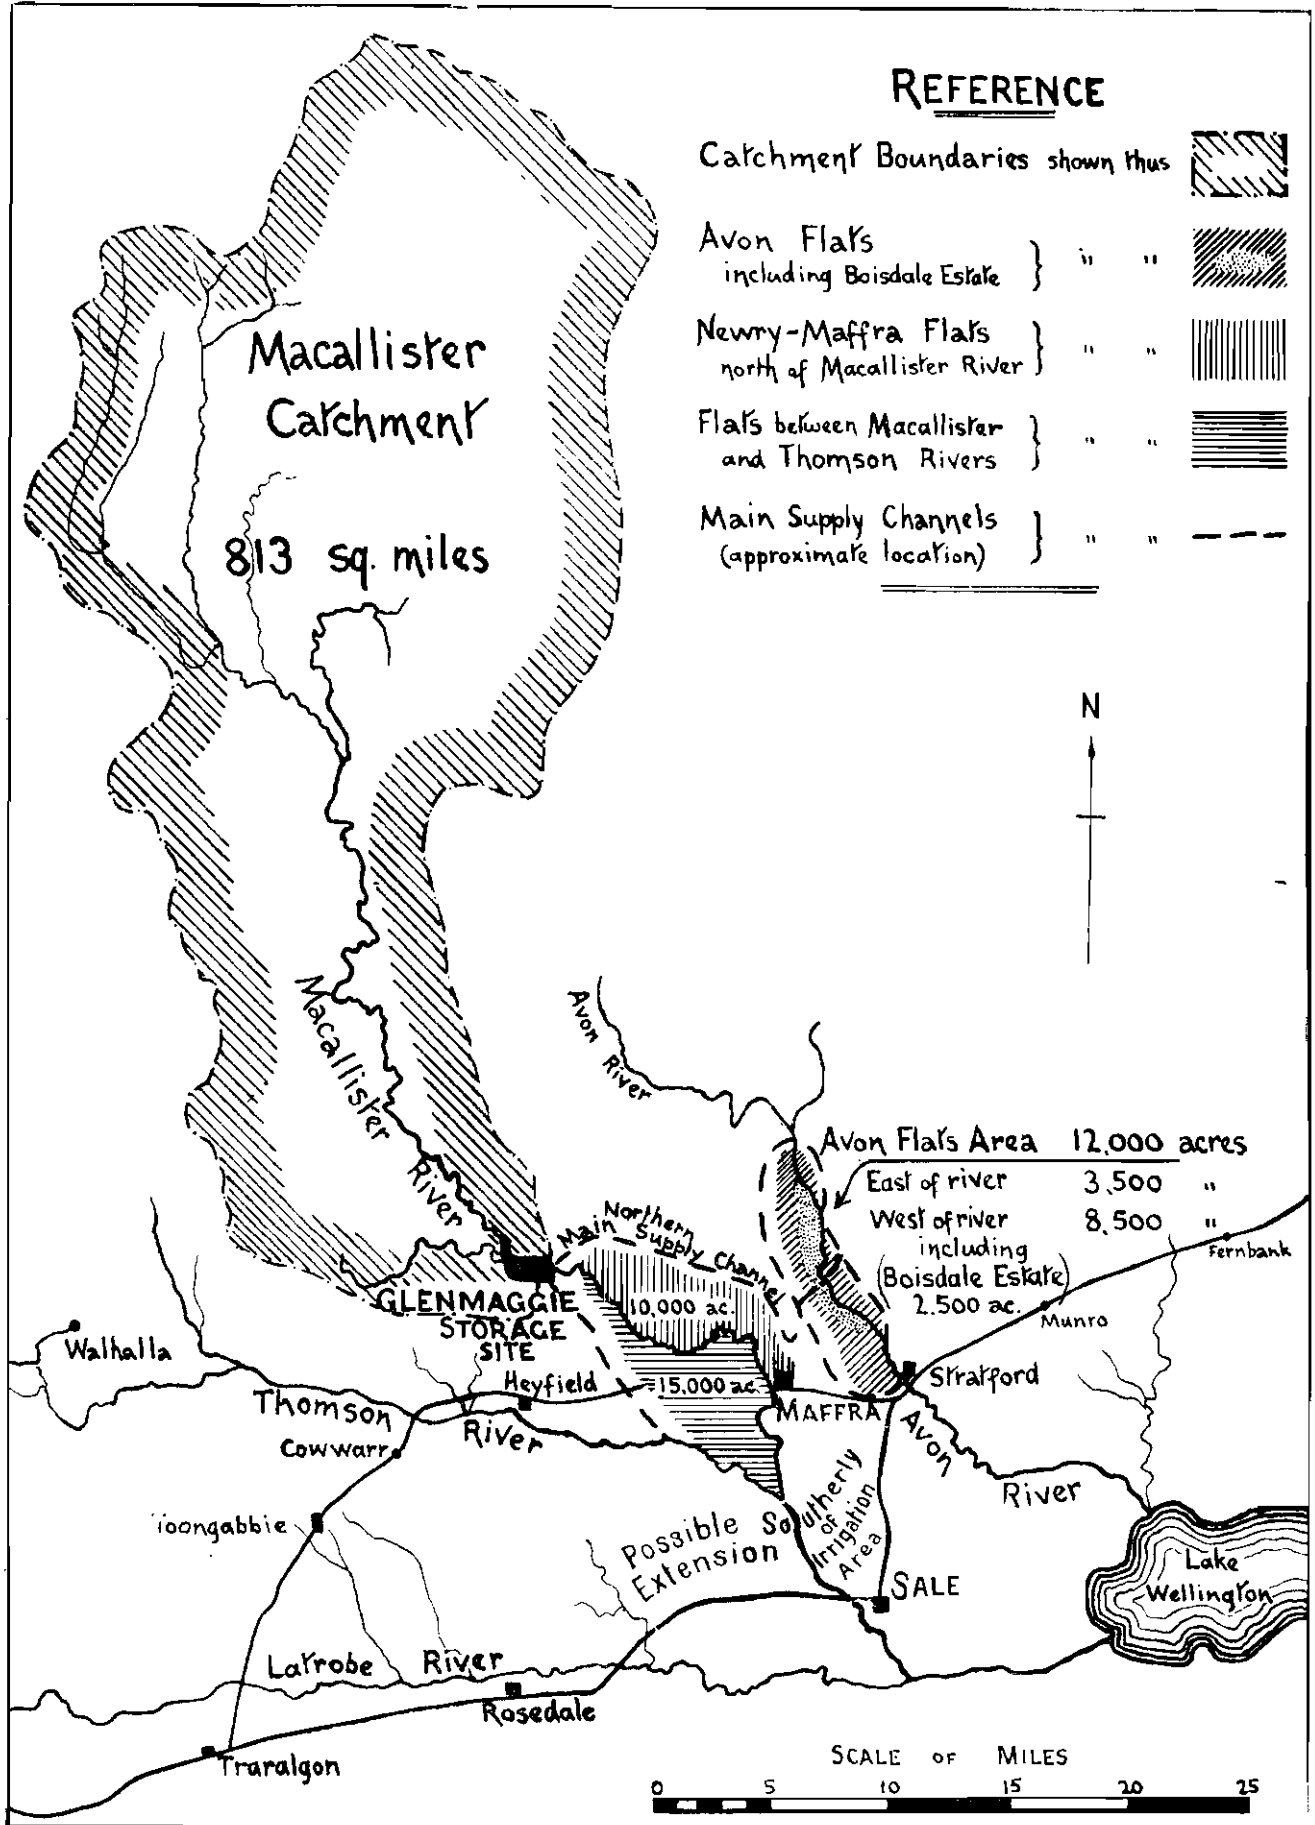 REFERENCE
Catchment Boundaries shown thus
Avon Flats
including Boisdale Estate } " "
Newry-Maffra Flats
north of Macallister River } " "
Flats between Macallister
and Thomson Rivers } " "
Main Supply Channels
(approximate location) } " "
Macallister
Catchment
813 sq. miles
N
Macallister River
Avon River
Avon Flats Area 12,000 acres
East of river 3,500 "
West of river 8,500 "
including
(Boisdale Estate)
2.500 ac.
Northern
Main Supply Channel
Fernbank
Munro
GLENMAGGIE
STORAGE
SITE
10,000 ac.
15,000 ac.
Walhalla
Heyfield
Stratford
MAFFRA
Thomson River
Cowwarr
Avon River
Toongabbie
Possible Southerly
Extension of
Irrigation
Area
SALE
Lake
Wellington
Latrobe River
Rosedale
Traralgon
SCALE OF MILES
0 5 10 15 20 25